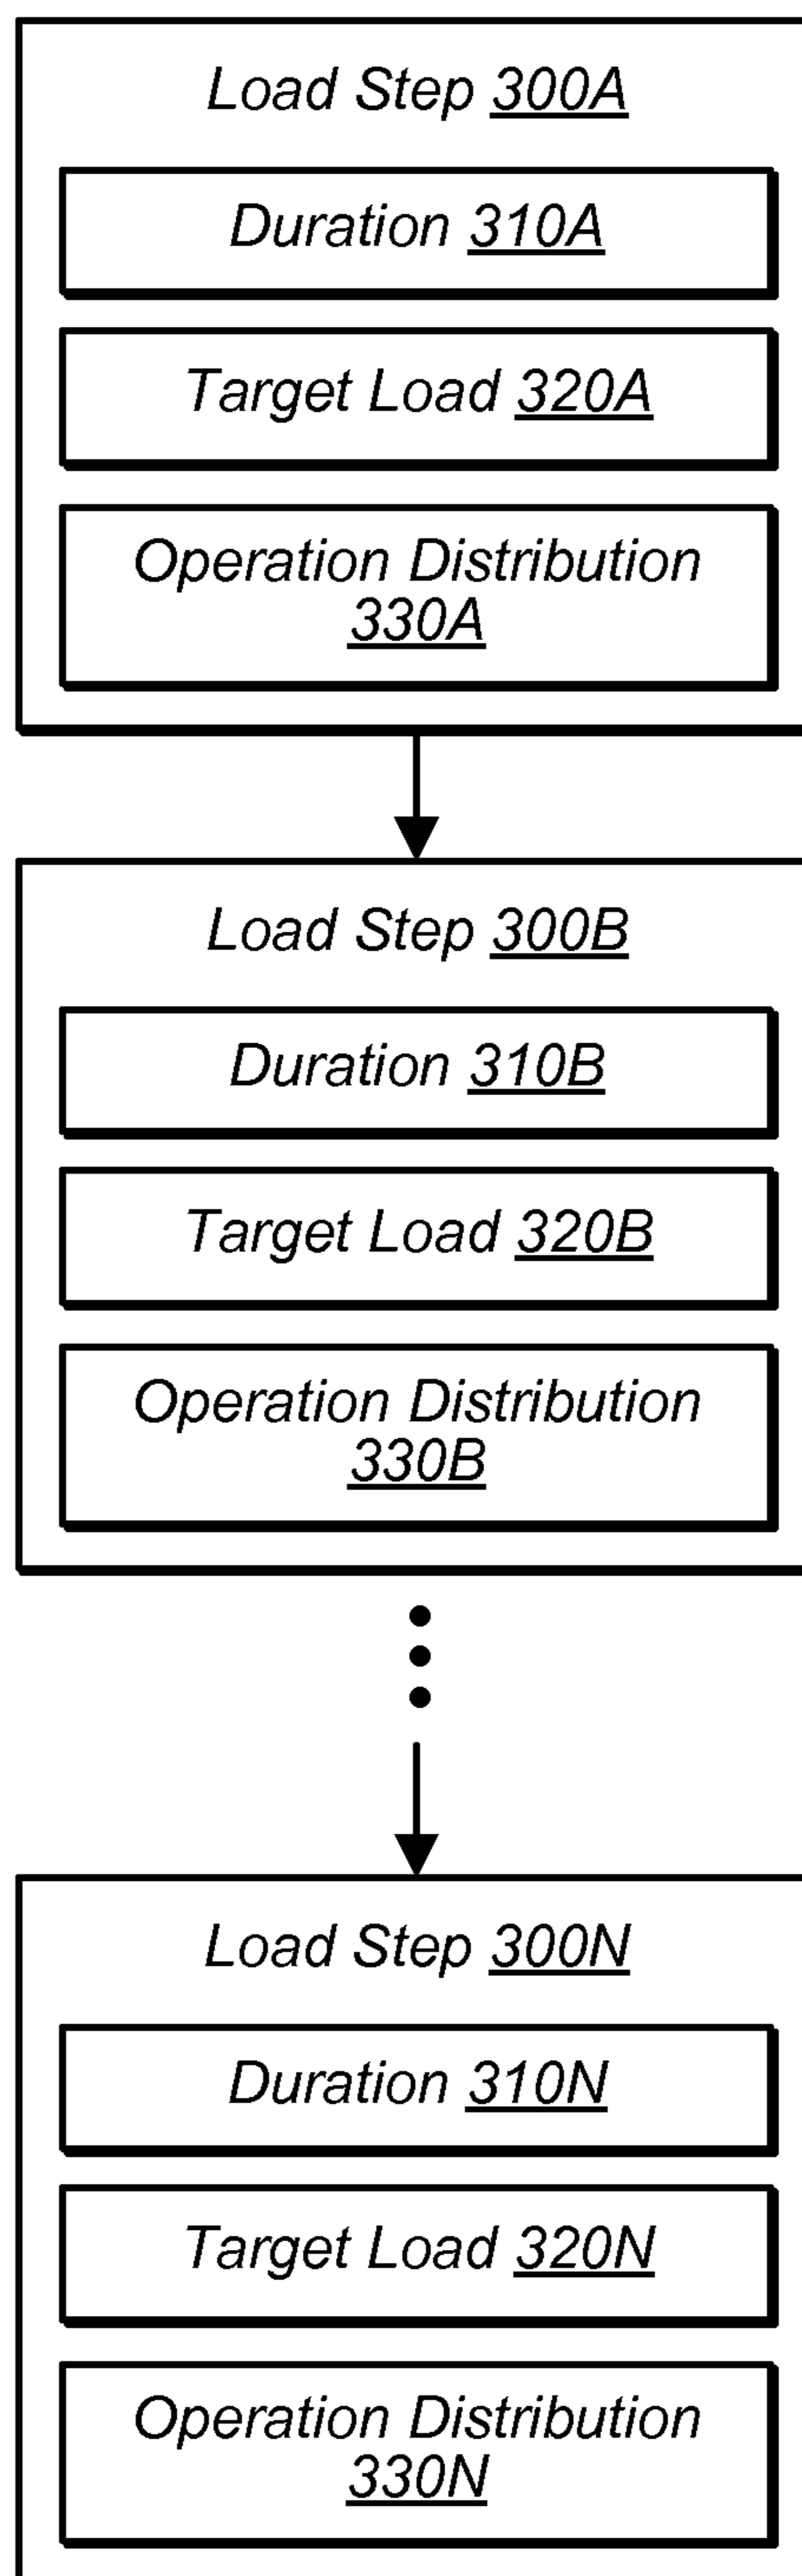 Load Step 300A
Duration 310A
Target Load 320A
Operation Distribution
330A
Load Step 300B
Duration 310B
Target Load 320B
Operation Distribution
330B
Load Step 300N
Duration 310N
Target Load 320N
Operation Distribution
330N